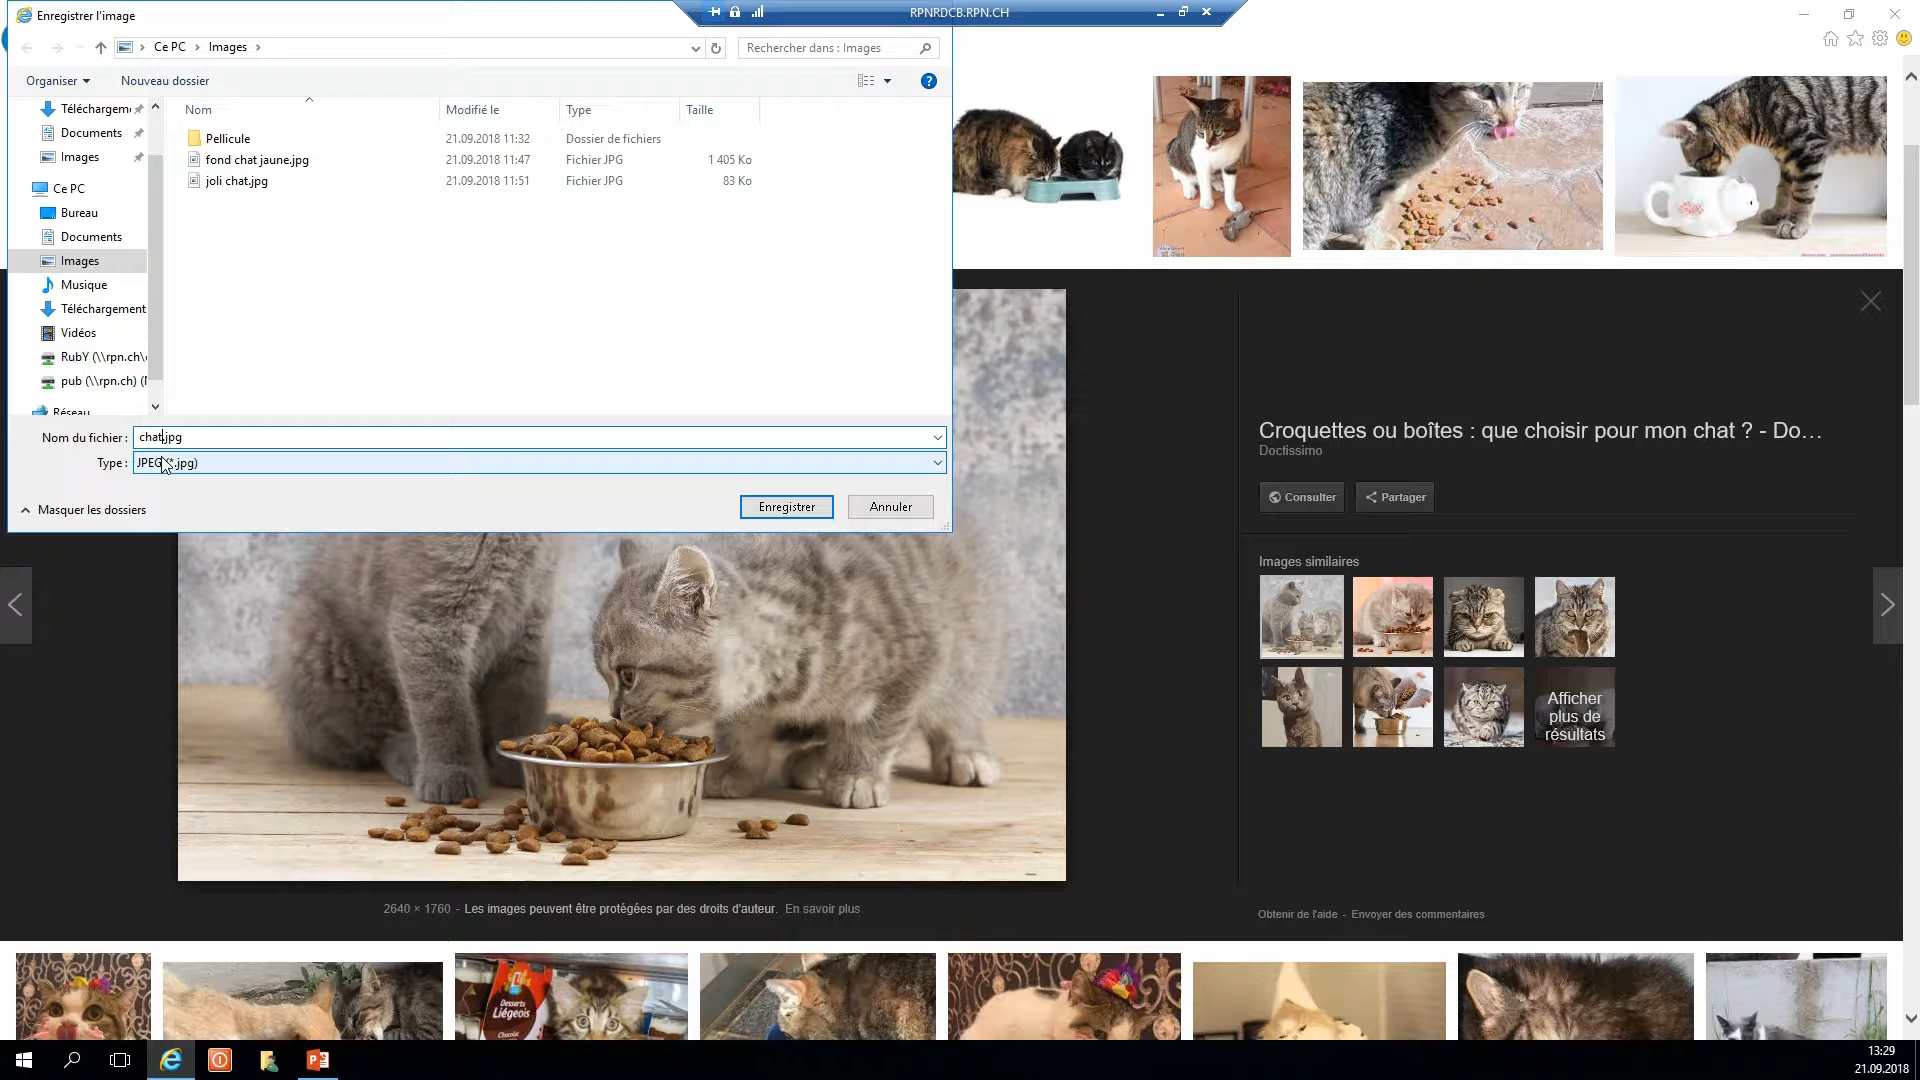 Enregistrer l'image
RPNRDCB.RPN.CH
Ce PC
Images
Rechercher dans : Images
Organiser
Nouveau dossier
Nom
Modifié le
Type
Taille
Pellicule
21.09.2018 11:32
Dossier de fichiers
fond chat jaune.jpg
21.09.2018 11:47
Fichier JPG
1 405 Ko
joli chat.jpg
21.09.2018 11:51
Fichier JPG
83 Ko
Téléchargem
Documents
Images
Ce PC
Bureau
Documents
Images
Musique
Téléchargement
Vidéos
RubY (\\rpn.ch\
pub (\\rpn.ch) (
Réseau
Nom du fichier :
chat.jpg
Type :
JPEG (*.jpg)
Masquer les dossiers
Enregistrer
Annuler
Croquettes ou boîtes : que choisir pour mon chat ? - Do…
Doctissimo
Consulter
Partager
Images similaires
Afficher
plus de
résultats
2640 × 1760 - Les images peuvent être protégées par des droits d'auteur. En savoir plus
Obtenir de l'aide - Envoyer des commentaires
Desserts
Liégeois
Chocolat
13:29
21.09.2018